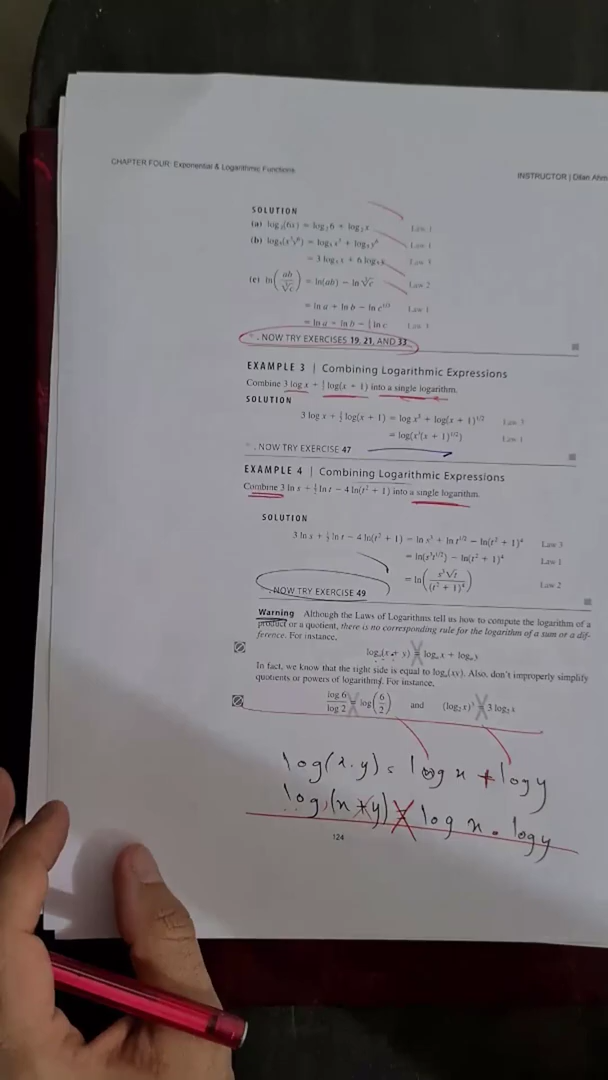 CHAPTER FOUR: Exponential & Logarithmic Functions
INSTRUCTOR | Dilan Ahm
SOLUTION
(a) log₂(6x) = log₂ 6 + log₂ x Law 1
(b) log₅(x³y⁶) = log₅ x³ + log₅ y⁶ Law 1
= 3 log₅ x + 6 log₅ y Law 3
(c) ln(ab/∛c) = ln(ab) − ln ∛c Law 2
= ln a + ln b − ln c^(1/3) Law 1
= ln a + ln b − ⅓ ln c Law 3
. NOW TRY EXERCISES 19, 21, AND 33
EXAMPLE 3 | Combining Logarithmic Expressions
Combine 3 log x + ½ log(x + 1) into a single logarithm.
SOLUTION
3 log x + ½ log(x + 1) = log x³ + log(x + 1)^(1/2) Law 3
= log(x³(x + 1)^(1/2)) Law 1
. NOW TRY EXERCISE 47
EXAMPLE 4 | Combining Logarithmic Expressions
Combine 3 ln s + ½ ln t − 4 ln(t² + 1) into a single logarithm.
SOLUTION
3 ln s + ½ ln t − 4 ln(t² + 1) = ln s³ + ln t^(1/2) − ln(t² + 1)⁴ Law 3
= ln(s³t^(1/2)) − ln(t² + 1)⁴ Law 1
= ln(s³√t/(t² + 1)⁴) Law 2
. NOW TRY EXERCISE 49
Warning Although the Laws of Logarithms tell us how to compute the logarithm of a
product or a quotient, there is no corresponding rule for the logarithm of a sum or a dif-
ference. For instance,
logₐ(x + y) = logₐ x + logₐ y
In fact, we know that the right side is equal to logₐ(xy). Also, don't improperly simplify
quotients or powers of logarithms. For instance,
log 6/log 2 = log(6/2) and (log₂ x)³ = 3 log₂ x
log(x.y) = log x + log y
log(x+y) = log x . log y
124